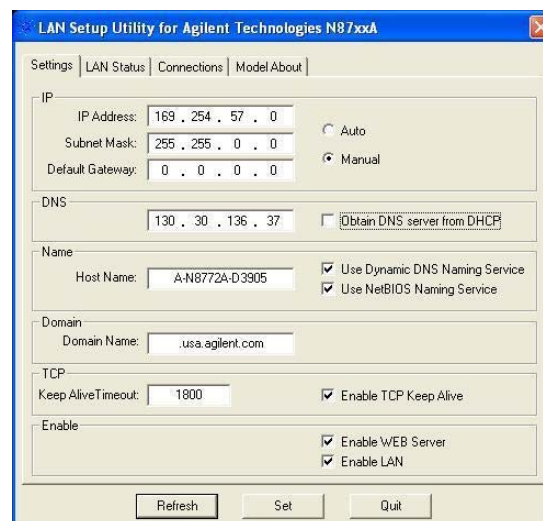 LAN Setup Utility for Agilent Technologies N87xxA
Settings LAN Status Connections Model About
IP
IP Address: 169 . 254 . 57 . 0
Auto
Subnet Mask: 255 . 255 . 0 . 0
Manual
Default Gateway: 0 . 0 . 0 . 0
DNS
130 . 30 . 136 . 37 Obtain DNS server from DHCP
Name
Use Dynamic DNS Naming Service
Host Name: A-N8772A-D3905
Use NetBIOS Naming Service
Domain
Domain Name: .usa.agilent.com
TCP
Keep AliveTimeout: 1800 Enable TCP Keep Alive
Enable
Enable WEB Server
Enable LAN
Refresh Set Quit